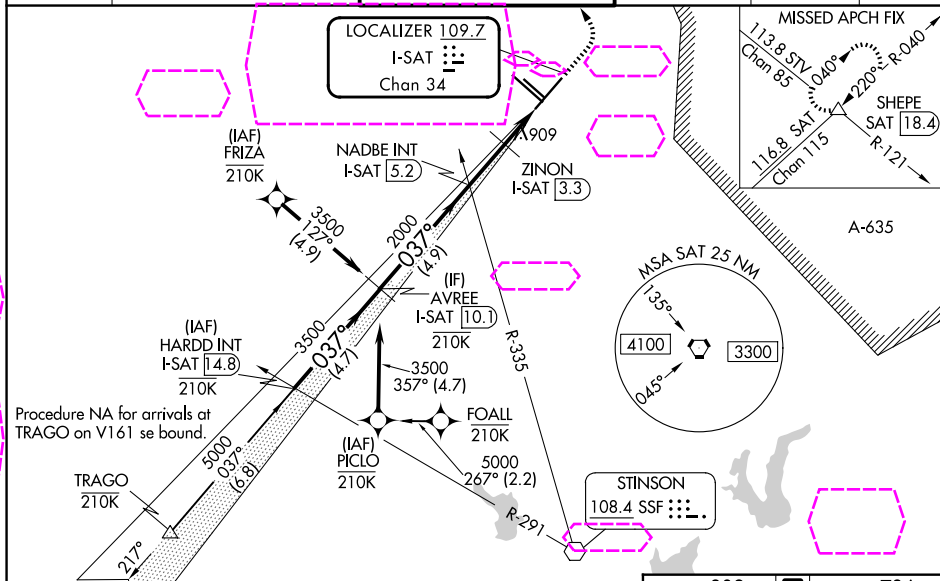 LOCALIZER 109.7
I-SAT
Chan 34
MISSED APCH FIX
113.8 STV
Chan 85
040°
220°
R-040
SHEPE
SAT 18.4
116.8 SAT
Chan 115
R-121
A-635
(IAF)
FRIZA
210K
3500
127°
(4.9)
NADBE INT
I-SAT 5.2
909
ZINON
I-SAT 3.3
2000
037°
(4.9)
(IF)
AVREE
I-SAT 10.1
210K
MSA SAT 25 NM
135°
4100
3300
045°
(IAF)
HARDD INT
I-SAT 14.8
210K
3500
037°
(4.7)
3500
357° (4.7)
R-335
Procedure NA for arrivals at
TRAGO on V161 se bound.
(IAF)
PICLO
210K
FOALL
210K
5000
267° (2.2)
TRAGO
210K
5000
037°
(6.8)
217°
R-291
STINSON
108.4 SSF